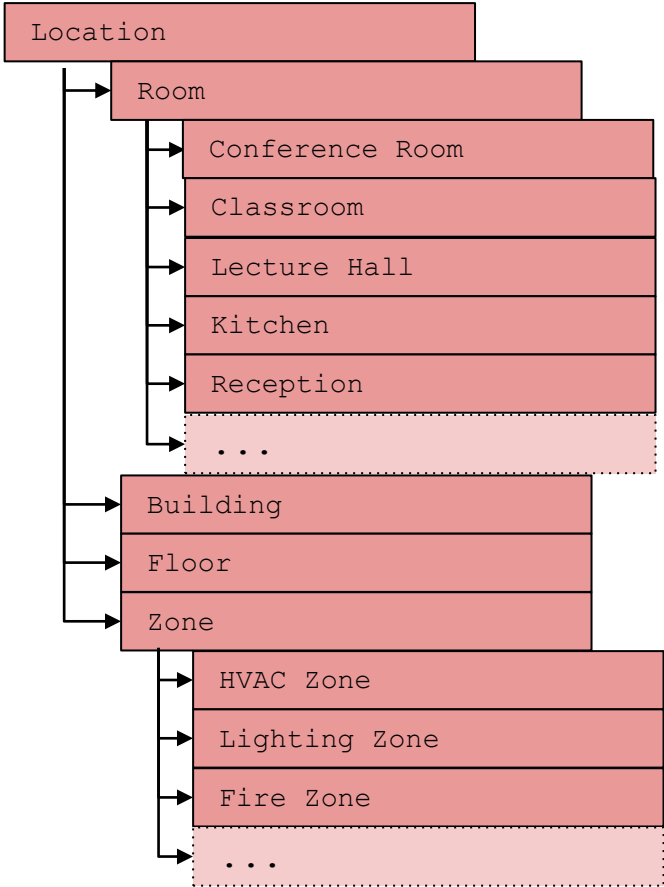 Location
Room
Conference Room
Classroom
Lecture Hall
Kitchen
Reception
...
Building
Floor
Zone
HVAC Zone
Lighting Zone
Fire Zone
...